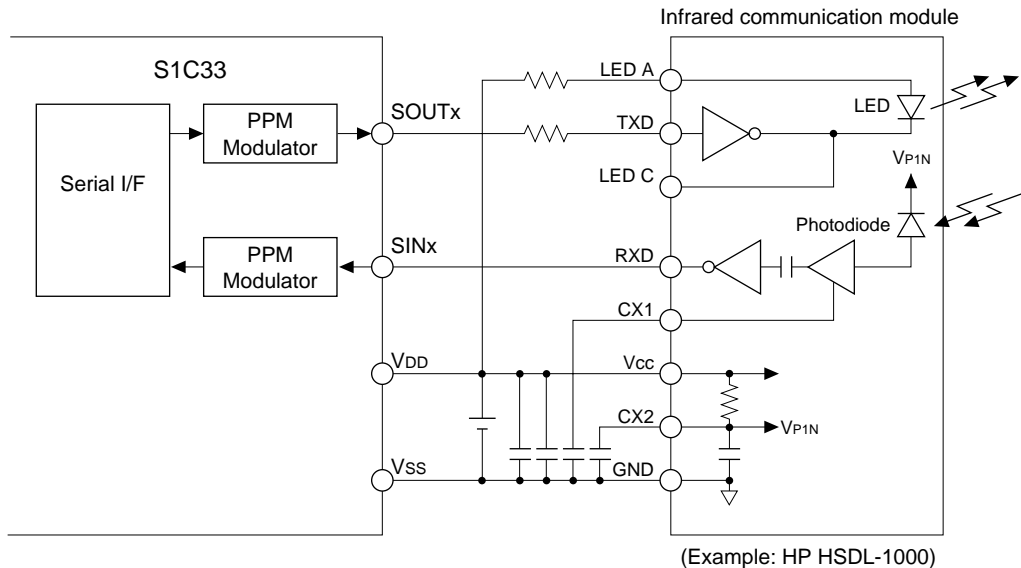 Infrared communication module
S1C33
Serial I/F
PPM
Modulator
PPM
Modulator
SOUTx
SINx
VDD
VSS
LED A
TXD
LED C
RXD
CX1
Vcc
CX2
GND
LED
VP1N
Photodiode
VP1N
(Example: HP HSDL-1000)